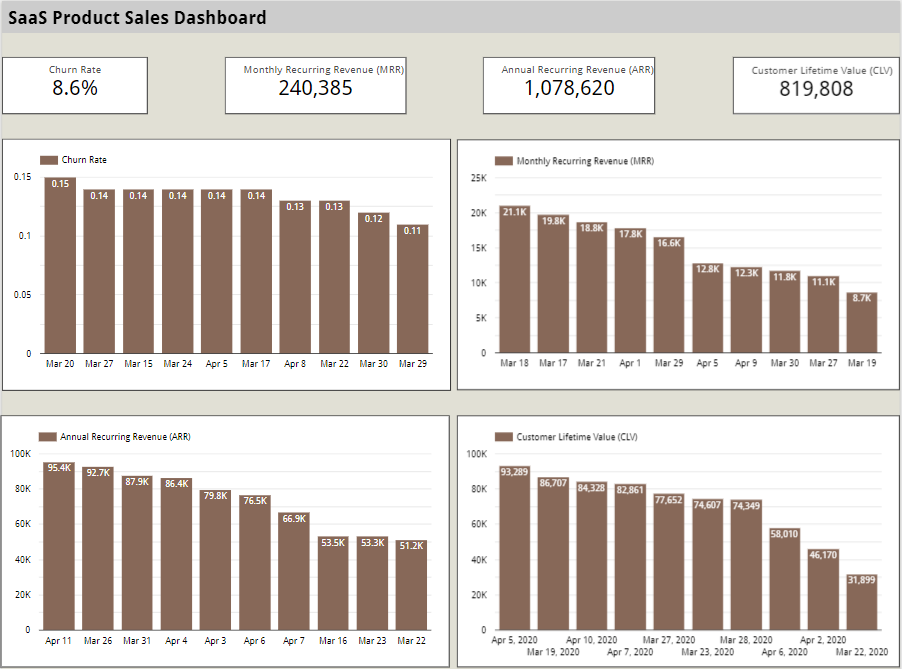 SaaS Product Sales Dashboard
Churn Rate
8.6%
Monthly Recurring Revenue (MRR)
240,385
Annual Recurring Revenue (ARR)
1,078,620
Customer Lifetime Value (CLV)
819,808
Churn Rate
0.15
0.1
0.05
0
0.15 0.14 0.14 0.14 0.14 0.14 0.13 0.13 0.12 0.11
Mar 20 Mar 27 Mar 15 Mar 24 Apr 5 Mar 17 Apr 8 Mar 22 Mar 30 Mar 29
Monthly Recurring Revenue (MRR)
25K
20K
15K
10K
5K
0
21.1K 19.8K 18.8K 17.8K 16.6K 12.8K 12.3K 11.8K 11.1K 8.7K
Mar 18 Mar 17 Mar 21 Apr 1 Mar 29 Apr 5 Apr 9 Mar 30 Mar 27 Mar 19
Annual Recurring Revenue (ARR)
100K
80K
60K
40K
20K
0
95.4K 92.7K 87.9K 86.4K 79.8K 76.5K 66.9K 53.5K 53.3K 51.2K
Apr 11 Mar 26 Mar 31 Apr 4 Apr 3 Apr 6 Apr 7 Mar 16 Mar 23 Mar 22
Customer Lifetime Value (CLV)
100K
80K
60K
40K
20K
0
93,289 86,707 84,328 82,861 77,652 74,607 74,349 58,010 46,170 31,899
Apr 5, 2020 Apr 10, 2020 Mar 27, 2020 Mar 28, 2020 Apr 2, 2020
Mar 19, 2020 Apr 7, 2020 Mar 23, 2020 Apr 6, 2020 Mar 22, 2020